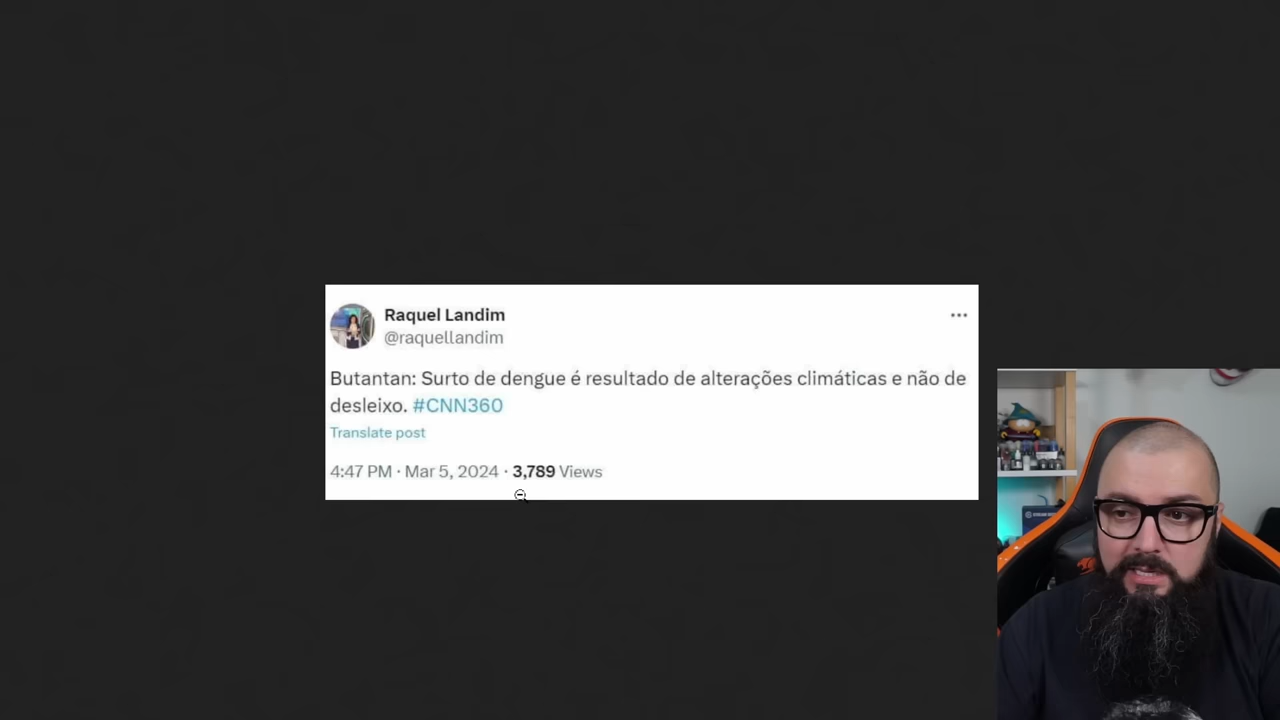 Raquel Landim
@raquellandim
Butantan: Surto de dengue é resultado de alterações climáticas e não de
desleixo. #CNN360
Translate post
4:47 PM · Mar 5, 2024 · 3,789 Views